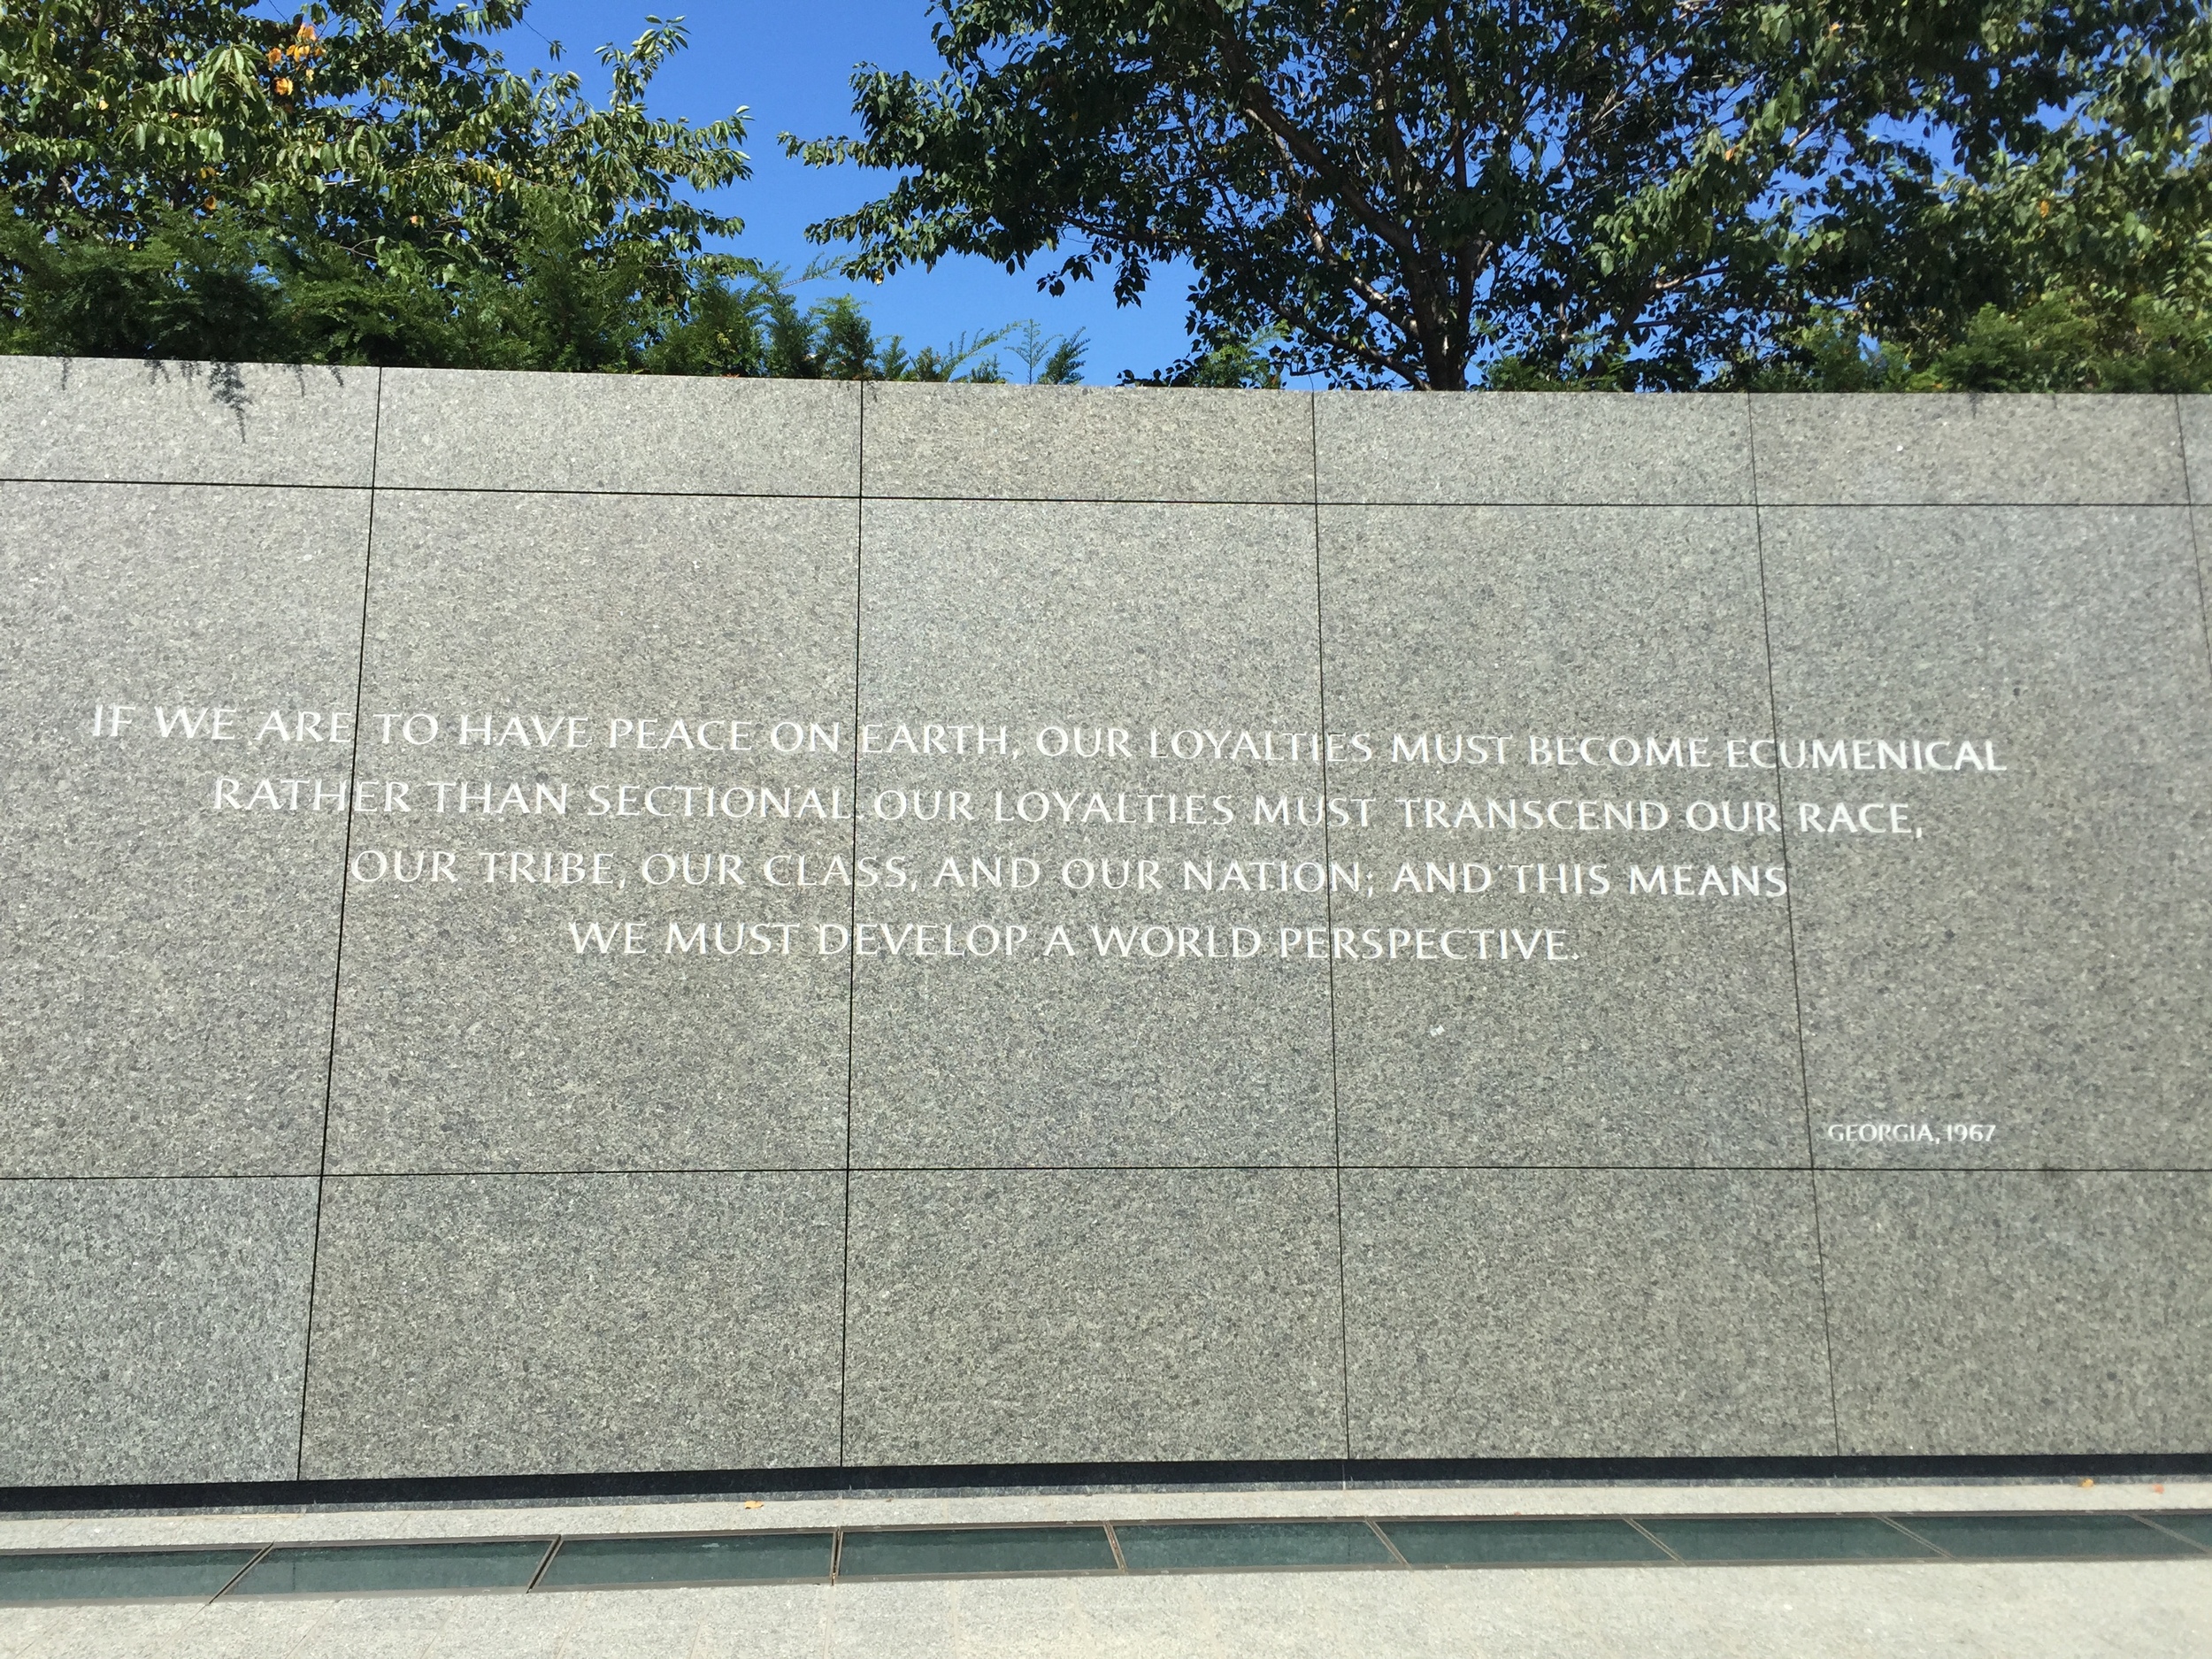 IF WE ARE TO HAVE PEACE ON EARTH, OUR LOYALTIES MUST BECOME ECUMENICAL
RATHER THAN SECTIONAL. OUR LOYALTIES MUST TRANSCEND OUR RACE,
OUR TRIBE, OUR CLASS, AND OUR NATION; AND THIS MEANS
WE MUST DEVELOP A WORLD PERSPECTIVE.
GEORGIA, 1967